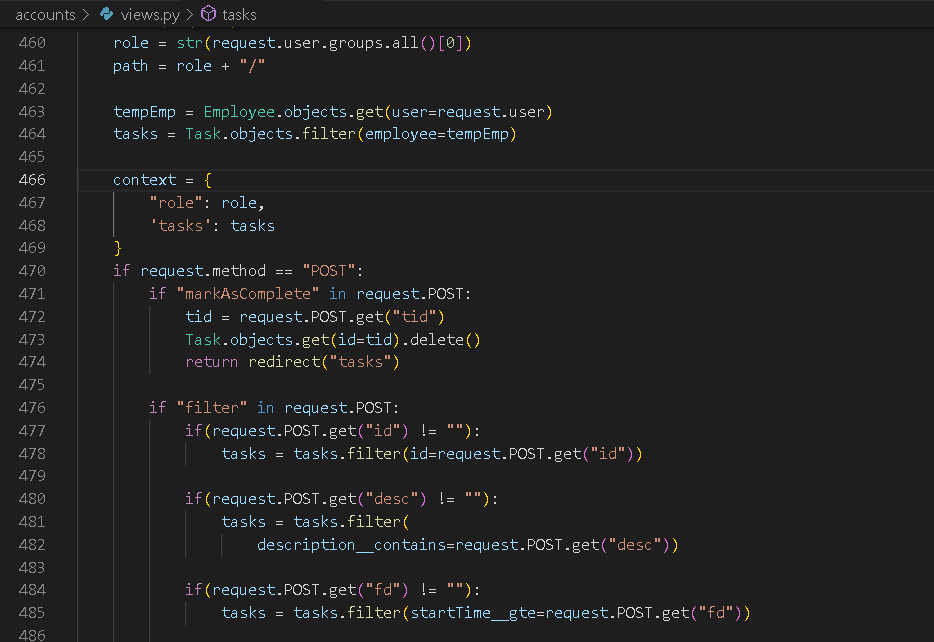 accounts > views.py > tasks
460 role = str(request.user.groups.all()[0])
461 path = role + "/"
462
463 tempEmp = Employee.objects.get(user=request.user)
464 tasks = Task.objects.filter(employee=tempEmp)
465
466 context = {
467 "role": role,
468 'tasks': tasks
469 }
470 if request.method == "POST":
471 if "markAsComplete" in request.POST:
472 tid = request.POST.get("tid")
473 Task.objects.get(id=tid).delete()
474 return redirect("tasks")
475
476 if "filter" in request.POST:
477 if(request.POST.get("id") != ""):
478 tasks = tasks.filter(id=request.POST.get("id"))
479
480 if(request.POST.get("desc") != ""):
481 tasks = tasks.filter(
482 description__contains=request.POST.get("desc"))
483
484 if(request.POST.get("fd") != ""):
485 tasks = tasks.filter(startTime__gte=request.POST.get("fd"))
486